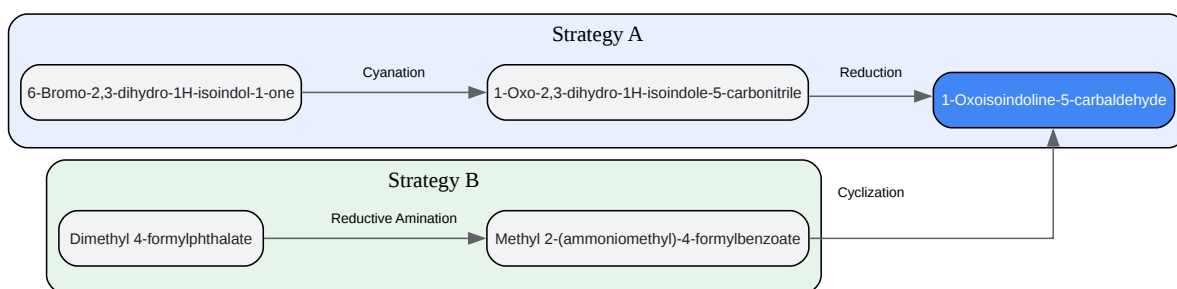 Strategy A
6-Bromo-2,3-dihydro-1H-isoindol-1-one
Cyanation
1-Oxo-2,3-dihydro-1H-isoindole-5-carbonitrile
Reduction
1-Oxoisoindoline-5-carbaldehyde
Strategy B
Dimethyl 4-formylphthalate
Reductive Amination
Methyl 2-(ammoniomethyl)-4-formylbenzoate
Cyclization